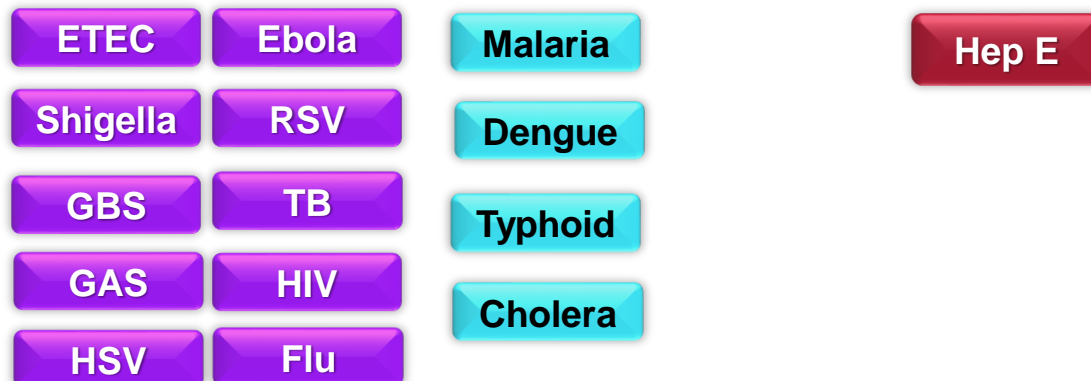 ETEC
Ebola
Malaria
Hep E
Shigella
RSV
Dengue
GBS
TB
Typhoid
GAS
HIV
Cholera
HSV
Flu